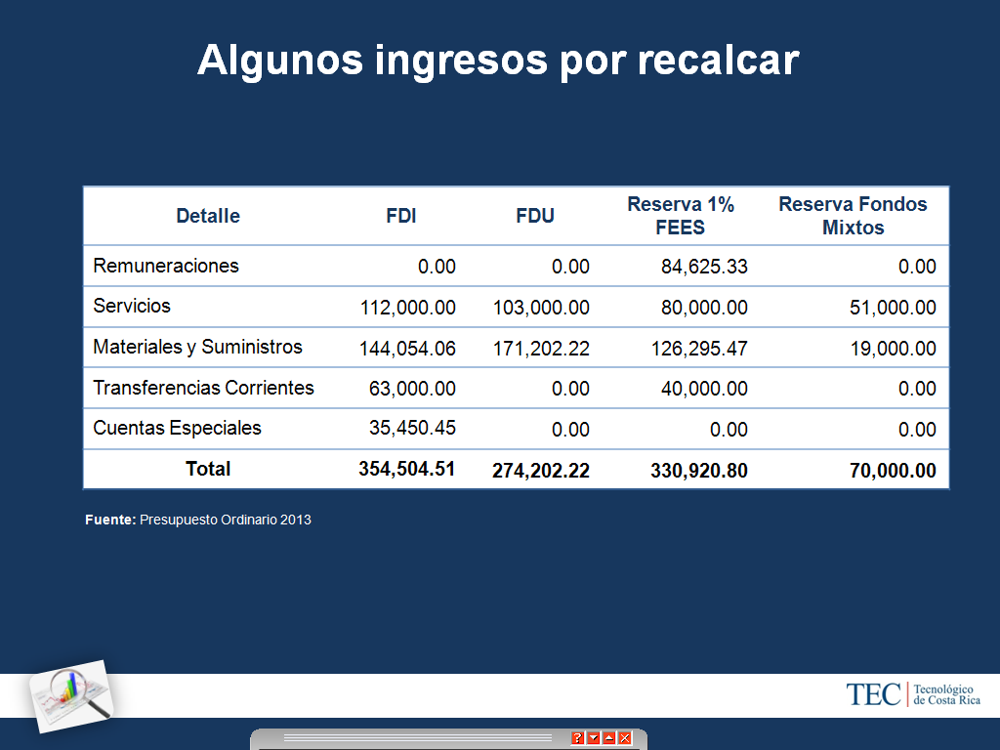 Algunos ingresos por recalcar
Detalle FDI FDU Reserva 1% FEES Reserva Fondos Mixtos
Remuneraciones 0.00 0.00 84,625.33 0.00
Servicios 112,000.00 103,000.00 80,000.00 51,000.00
Materiales y Suministros 144,054.06 171,202.22 126,295.47 19,000.00
Transferencias Corrientes 63,000.00 0.00 40,000.00 0.00
Cuentas Especiales 35,450.45 0.00 0.00 0.00
Total 354,504.51 274,202.22 330,920.80 70,000.00
Fuente: Presupuesto Ordinario 2013
TEC Tecnológico
de Costa Rica